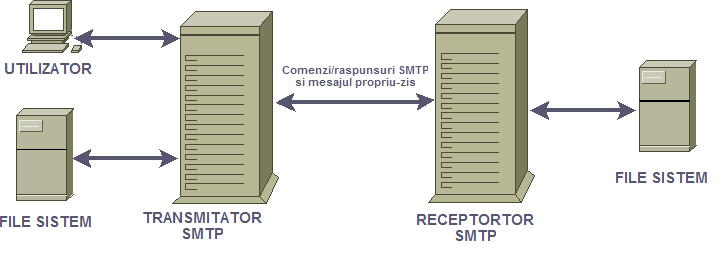 UTILIZATOR
Comenzi/raspunsuri SMTP
si mesajul propriu-zis
FILE SISTEM
TRANSMITATOR
SMTP
RECEPTORTOR
SMTP
FILE SISTEM